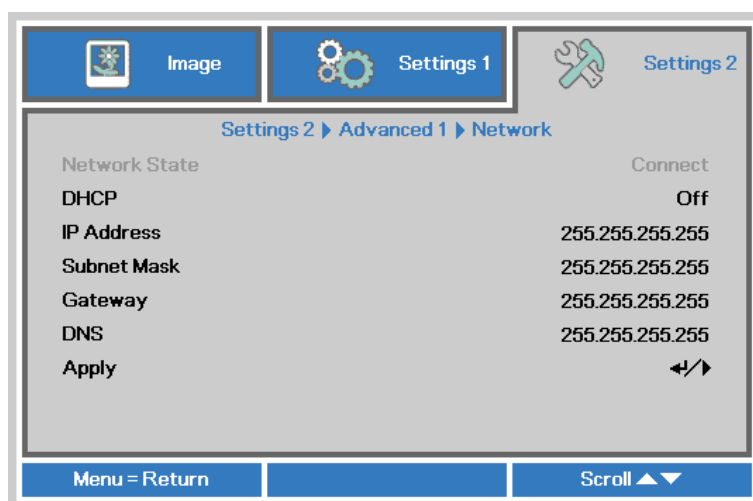 Image
Settings 1
Settings 2
Settings 2 ▶ Advanced 1 ▶ Network
Network State Connect
DHCP Off
IP Address 255.255.255.255
Subnet Mask 255.255.255.255
Gateway 255.255.255.255
DNS 255.255.255.255
Apply ↵/▶
Menu = Return
Scroll ▲▼